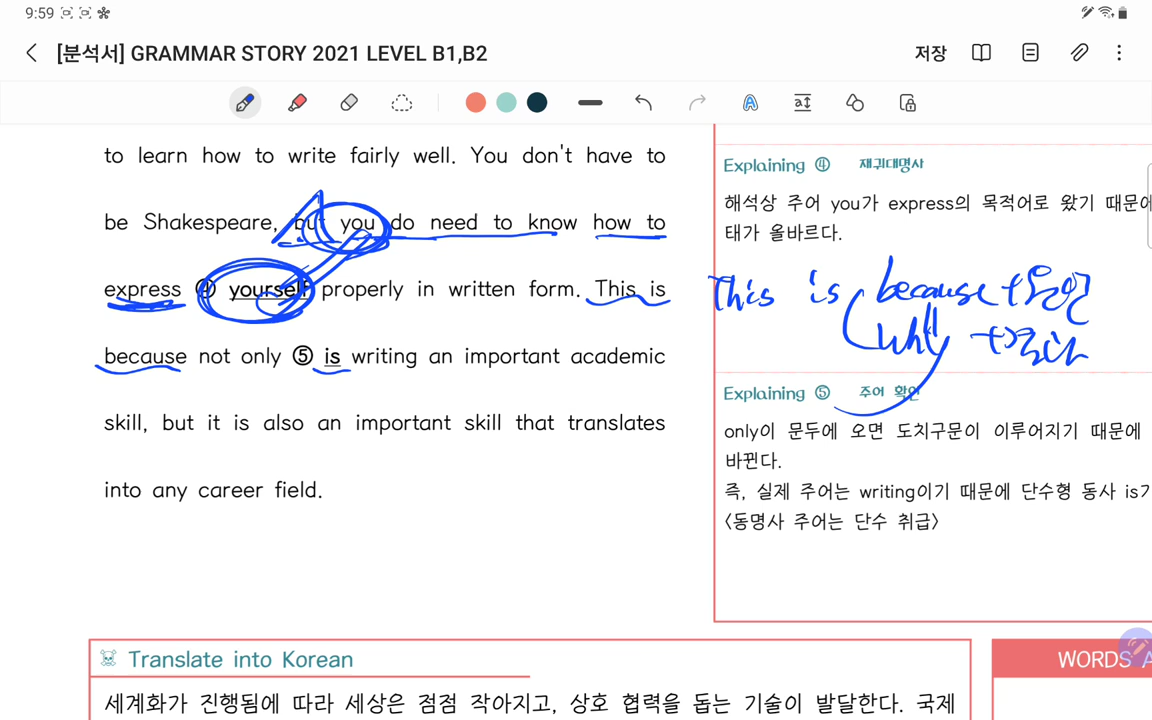 9:59
[분석서] GRAMMAR STORY 2021 LEVEL B1,B2
저장
to learn how to write fairly well. You don't have to
be Shakespeare, but you do need to know how to
express ④ yourself properly in written form. This is
because not only ⑤ is writing an important academic
skill, but it is also an important skill that translates
into any career field.
Explaining ④ 재귀대명사
해석상 주어 you가 express의 목적어로 왔기 때문에
태가 올바르다.
This is because + 원인
why + 결과
Explaining ⑤ 주어 확인
only이 문두에 오면 도치구문이 이루어지기 때문에
바뀐다.
즉, 실제 주어는 writing이기 때문에 단수형 동사 is가
<동명사 주어는 단수 취급>
Translate into Korean
세계화가 진행됨에 따라 세상은 점점 작아지고, 상호 협력을 돕는 기술이 발달한다. 국제
WORDS A